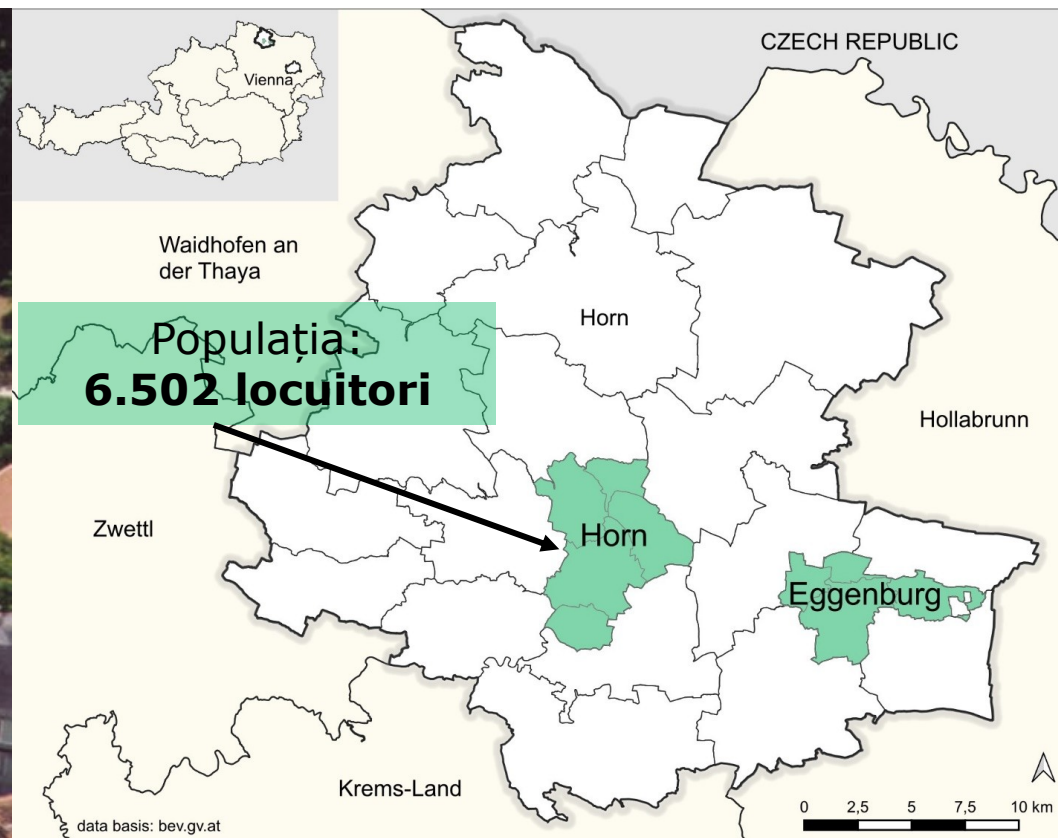 CZECH REPUBLIC
Vienna
Waidhofen an
der Thaya
Horn
Populația:
6.502 locuitori
Hollabrunn
Zwettl
Horn
Eggenburg
Krems-Land
0 2,5 5 7,5 10 km
data basis: bev.gv.at